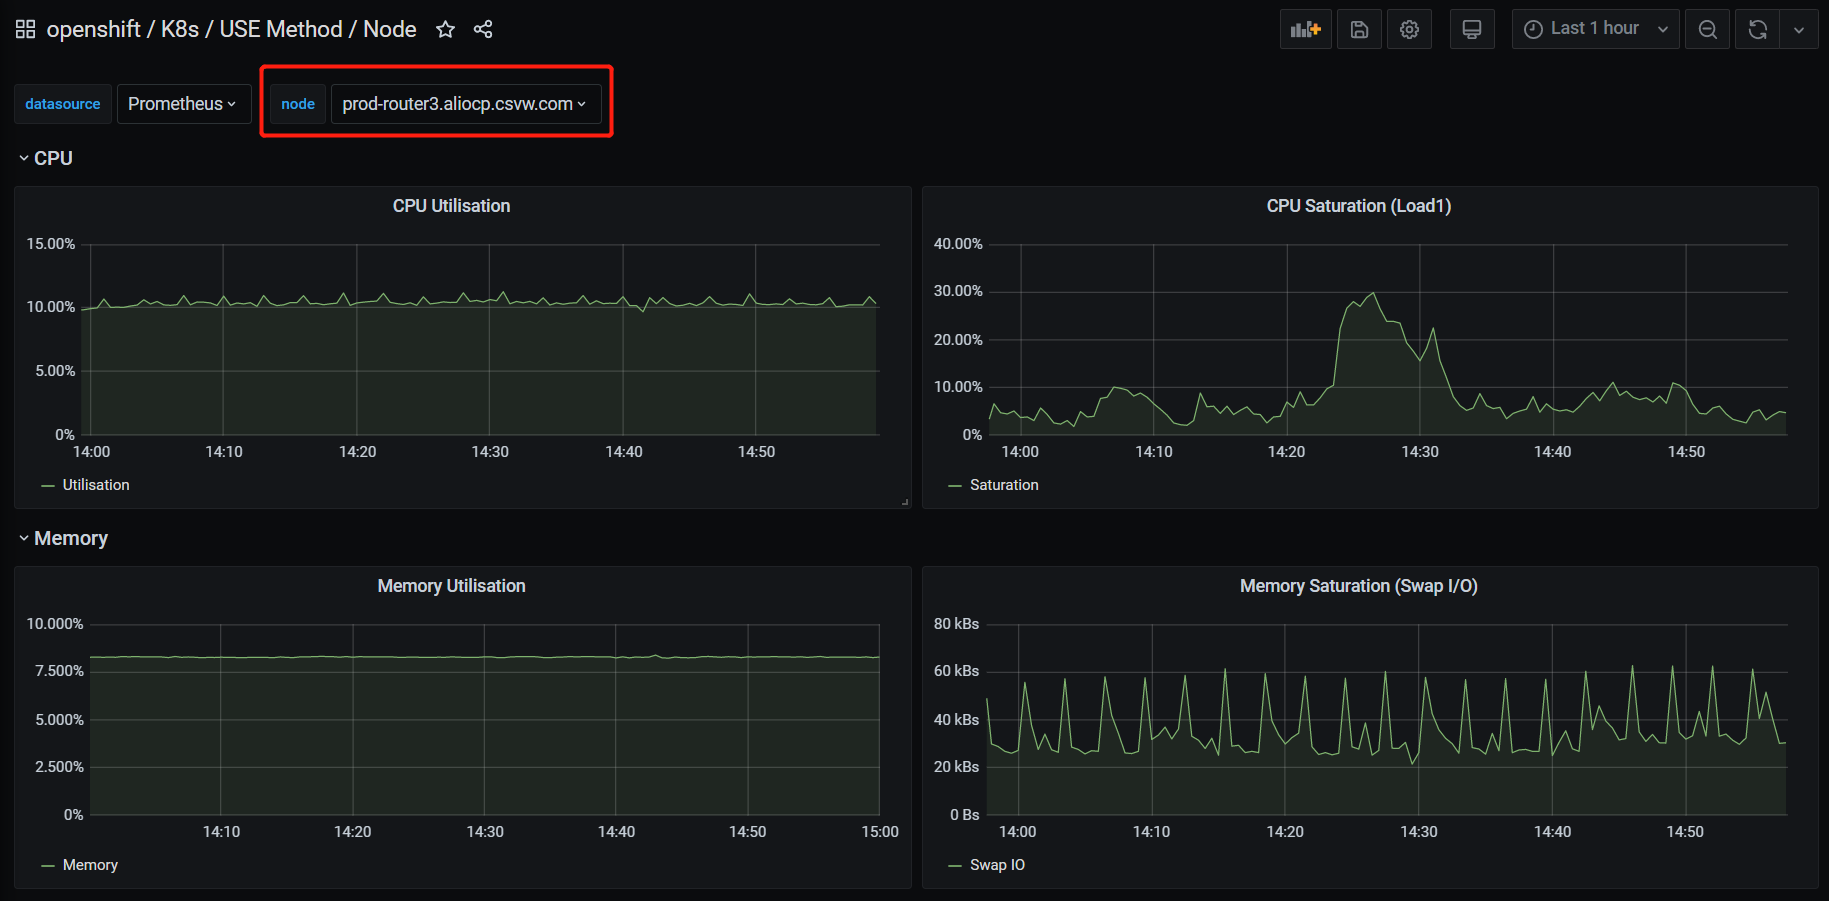 openshift / K8s / USE Method / Node
Last 1 hour
datasource
Prometheus
node
prod-router3.aliocp.csvw.com
CPU
CPU Utilisation
15.00%
10.00%
5.00%
0%
14:00
14:10
14:20
14:30
14:40
14:50
Utilisation
CPU Saturation (Load1)
40.00%
30.00%
20.00%
10.00%
0%
14:00
14:10
14:20
14:30
14:40
14:50
Saturation
Memory
Memory Utilisation
10.000%
7.500%
5.000%
2.500%
0%
14:10
14:20
14:30
14:40
14:50
15:00
Memory
Memory Saturation (Swap I/O)
80 kBs
60 kBs
40 kBs
20 kBs
0 Bs
14:00
14:10
14:20
14:30
14:40
14:50
Swap IO